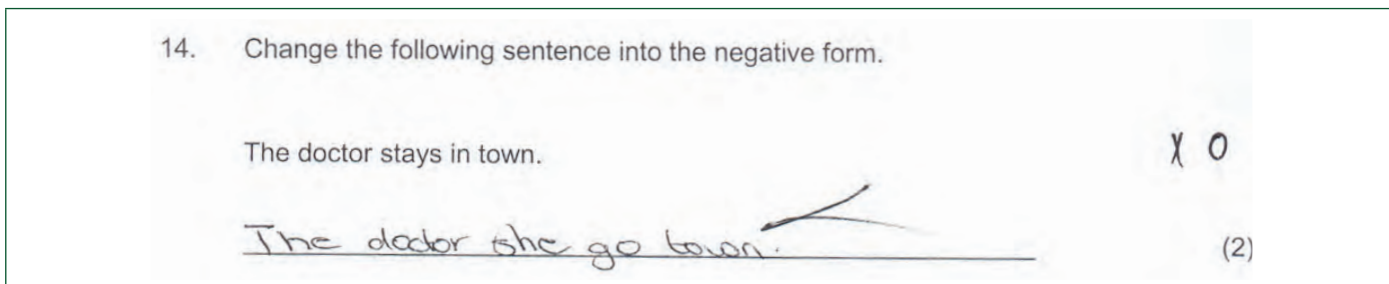 14. Change the following sentence into the negative form.
The doctor stays in town.
X 0
The doctor she go town.
(2)